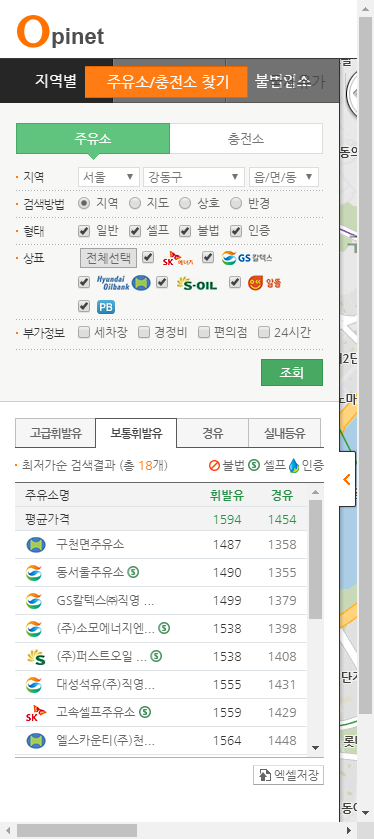 Opinet
지역별 주유소/충전소 찾기 불법업소
주유소 충전소
동의
지역 서울 강동구 읍/면/동
검색방법 지역 지도 상호 반경
형태 일반 셀프 불법 인증
상표 전체선택 SK에너지 GS칼텍스
Hyundai Oilbank S-OIL 알뜰
PB
부가정보 세차장 경정비 편의점 24시간
2단
조회
고급휘발유 보통휘발유 경유 실내등유
최저가순 검색결과 (총 18개) 불법 S 셀프 인증
주유소명 휘발유 경유
평균가격 1594 1454
구천면주유소 1487 1358
동서울주유소 S 1490 1355
GS칼텍스㈜직영 ... 1499 1379
(주)소모에너지엔... S 1538 1398
(주)퍼스트오일 ... S 1538 1408
대성석유(주)직영... 1555 1431
단지
SK 고속셀프주유소 S 1559 1429
엘스카운티(주)천... 1564 1448
롯
엑셀저장
동아